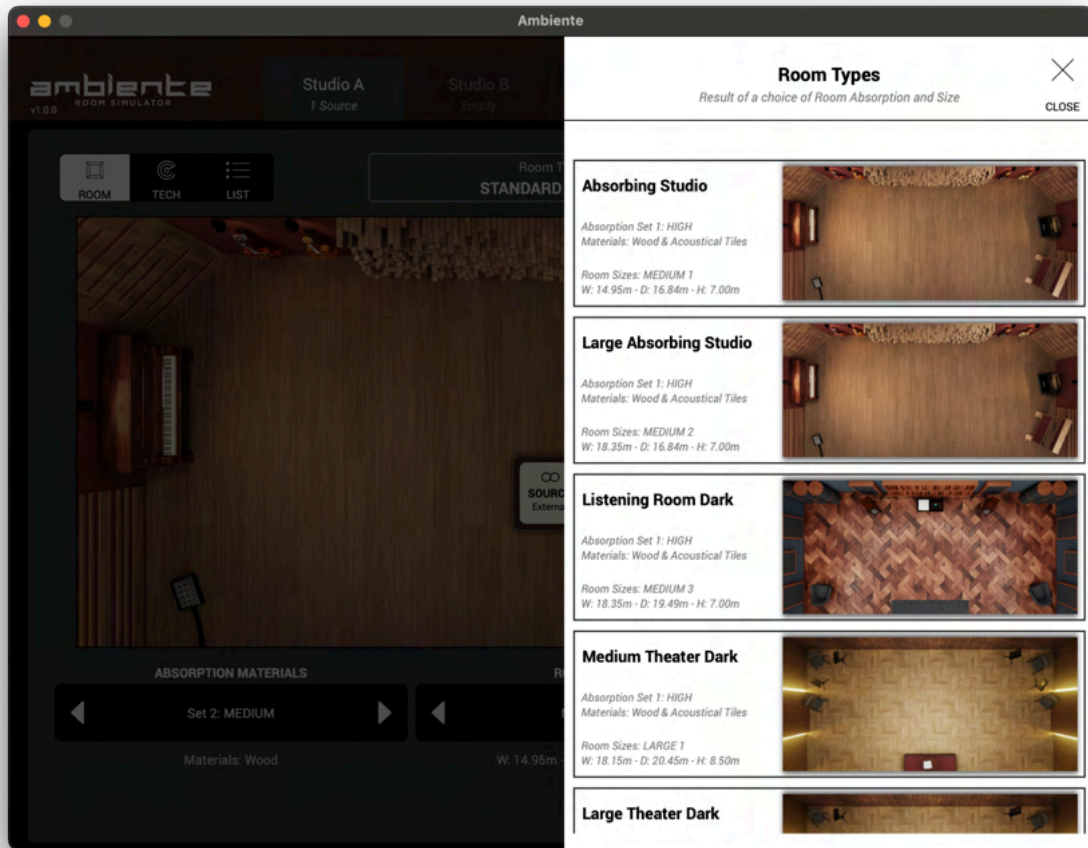 Ambiente
ambiente
ROOM SIMULATOR
v1.0.0
Studio A
1 Source
Studio B
Empty
ROOM
TECH
LIST
Room T
STANDARD
SOURC
Externa
ABSORPTION MATERIALS
Set 2: MEDIUM
Materials: Wood
W: 14.95m -
Room Types
Result of a choice of Room Absorption and Size
CLOSE
Absorbing Studio
Absorption Set 1: HIGH
Materials: Wood & Acoustical Tiles
Room Sizes: MEDIUM 1
W: 14.95m - D: 16.84m - H: 7.00m
Large Absorbing Studio
Absorption Set 1: HIGH
Materials: Wood & Acoustical Tiles
Room Sizes: MEDIUM 2
W: 18.35m - D: 16.84m - H: 7.00m
Listening Room Dark
Absorption Set 1: HIGH
Materials: Wood & Acoustical Tiles
Room Sizes: MEDIUM 3
W: 18.35m - D: 19.49m - H: 7.00m
Medium Theater Dark
Absorption Set 1: HIGH
Materials: Wood & Acoustical Tiles
Room Sizes: LARGE 1
W: 18.15m - D: 20.45m - H: 8.50m
Large Theater Dark